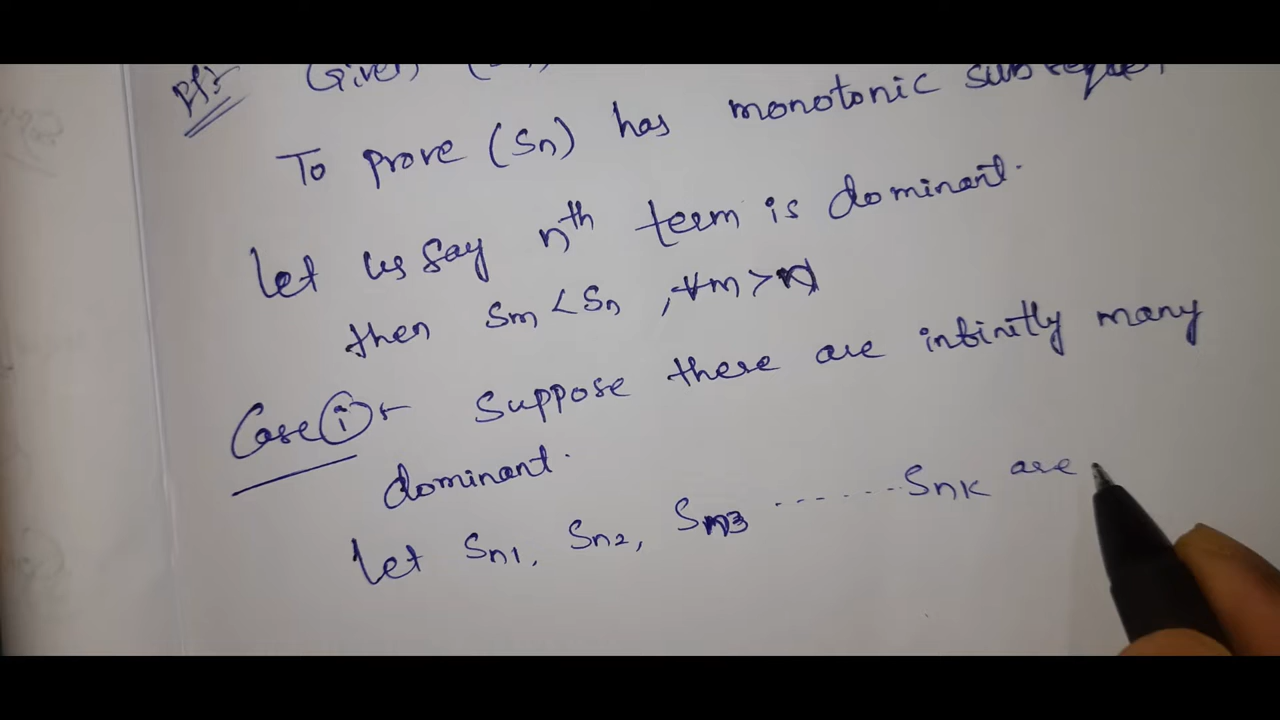 Pf:-
Given (
To prove (Sn) has monotonic
Let us say nth term is dominant.
then Sm < Sn , ∀m > n
Case (i) :- Suppose there are infinitly many
dominant.
Let Sn1, Sn2, Sn3 ........ SnK are